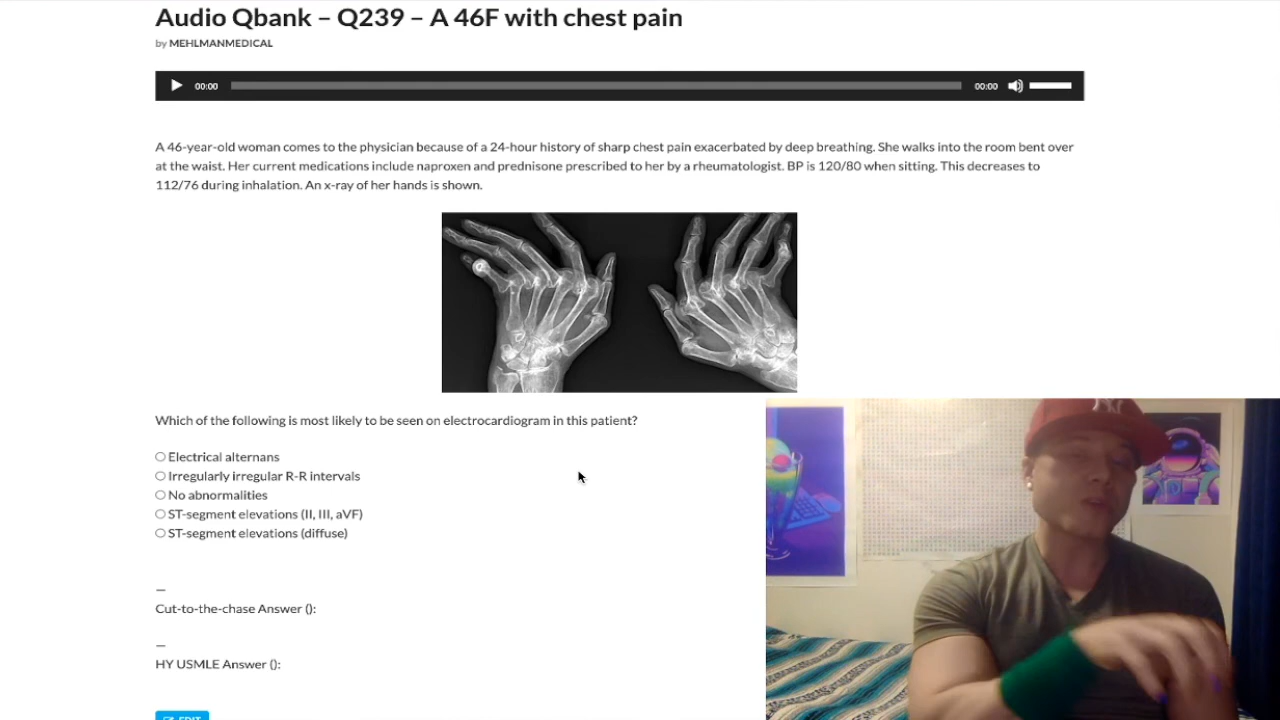 Audio Qbank – Q239 – A 46F with chest pain
by MEHLMANMEDICAL
00:00
00:00
A 46-year-old woman comes to the physician because of a 24-hour history of sharp chest pain exacerbated by deep breathing. She walks into the room bent over
at the waist. Her current medications include naproxen and prednisone prescribed to her by a rheumatologist. BP is 120/80 when sitting. This decreases to
112/76 during inhalation. An x-ray of her hands is shown.
Which of the following is most likely to be seen on electrocardiogram in this patient?
Electrical alternans
Irregularly irregular R-R intervals
No abnormalities
ST-segment elevations (II, III, aVF)
ST-segment elevations (diffuse)
—
Cut-to-the-chase Answer ():
—
HY USMLE Answer ():
EDIT